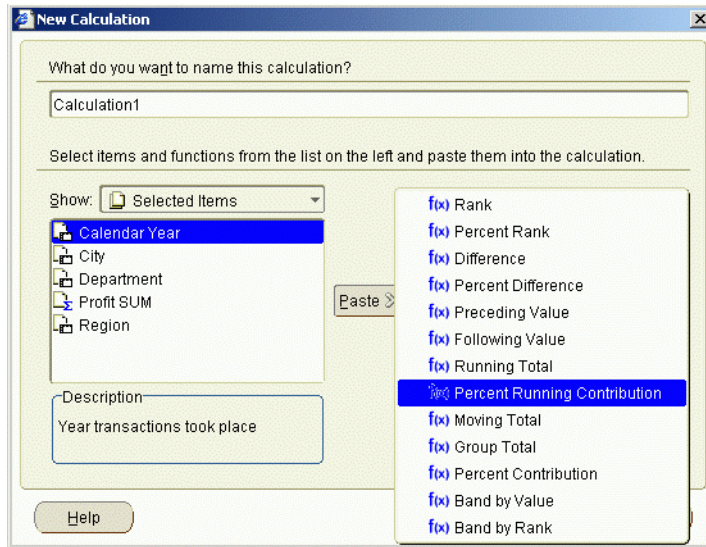 New Calculation
What do you want to name this calculation?
Calculation1
Select items and functions from the list on the left and paste them into the calculation.
Show: Selected Items
Calendar Year
City
Department
Profit SUM
Region
Description
Year transactions took place
Paste
f(x) Rank
f(x) Percent Rank
f(x) Difference
f(x) Percent Difference
f(x) Preceding Value
f(x) Following Value
f(x) Running Total
f(x) Percent Running Contribution
f(x) Moving Total
f(x) Group Total
f(x) Percent Contribution
f(x) Band by Value
f(x) Band by Rank
Help